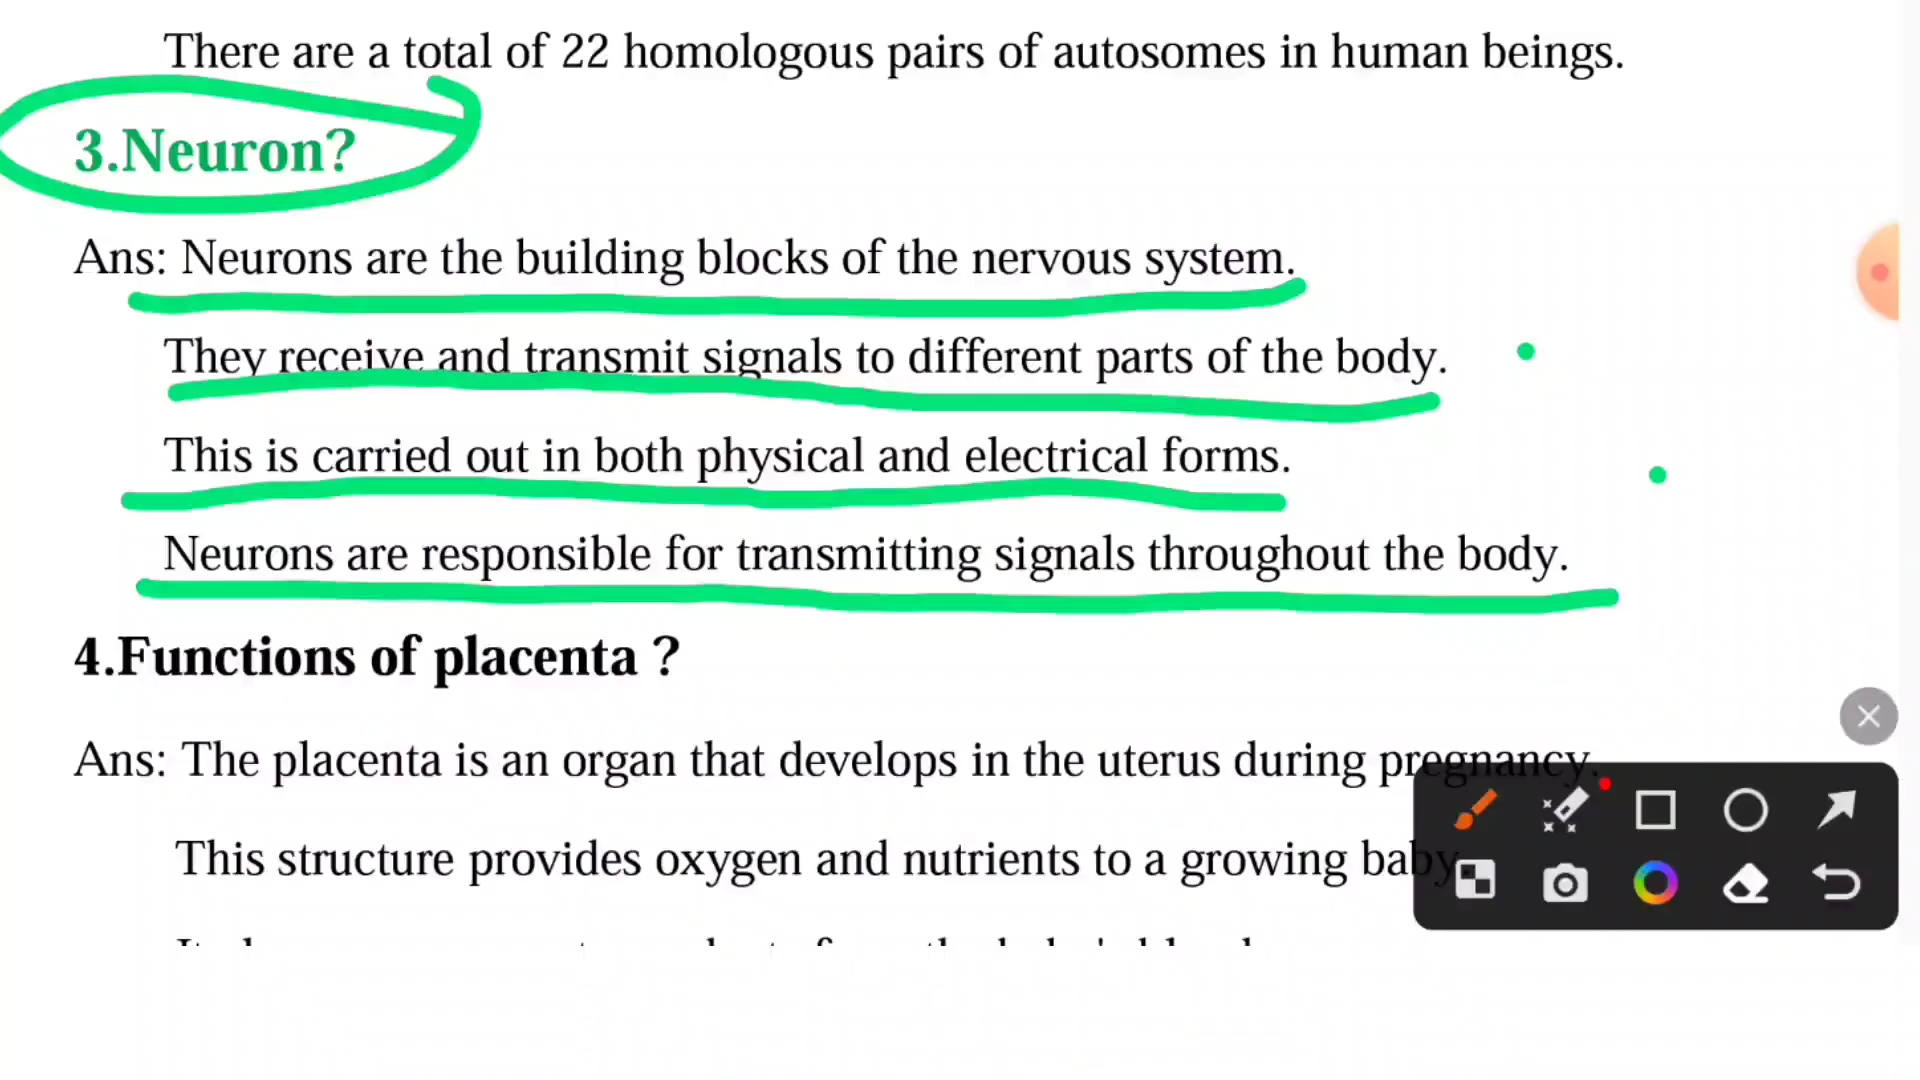 There are a total of 22 homologous pairs of autosomes in human beings.
3.Neuron?
Ans: Neurons are the building blocks of the nervous system.
They receive and transmit signals to different parts of the body.
This is carried out in both physical and electrical forms.
Neurons are responsible for transmitting signals throughout the body.
4.Functions of placenta ?
Ans: The placenta is an organ that develops in the uterus during pregnancy.
This structure provides oxygen and nutrients to a growing baby